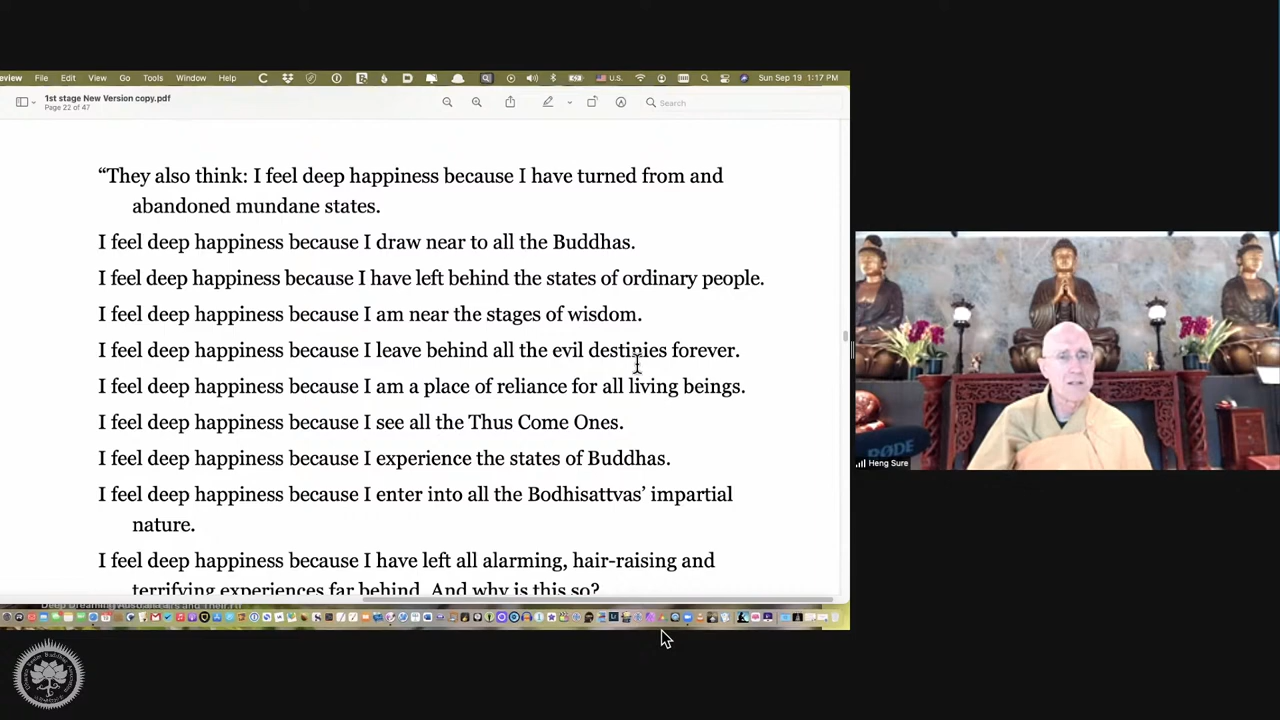 eview File Edit View Go Tools Window Help U.S. Sun Sep 19 1:17 PM
1st stage New Version copy.pdf
Page 22 of 47
Search
“They also think: I feel deep happiness because I have turned from and
abandoned mundane states.
I feel deep happiness because I draw near to all the Buddhas.
I feel deep happiness because I have left behind the states of ordinary people.
I feel deep happiness because I am near the stages of wisdom.
I feel deep happiness because I leave behind all the evil destinies forever.
I feel deep happiness because I am a place of reliance for all living beings.
I feel deep happiness because I see all the Thus Come Ones.
I feel deep happiness because I experience the states of Buddhas.
I feel deep happiness because I enter into all the Bodhisattvas’ impartial
nature.
I feel deep happiness because I have left all alarming, hair-raising and
terrifying experiences far behind. And why is this so?
RØDE
Heng Sure